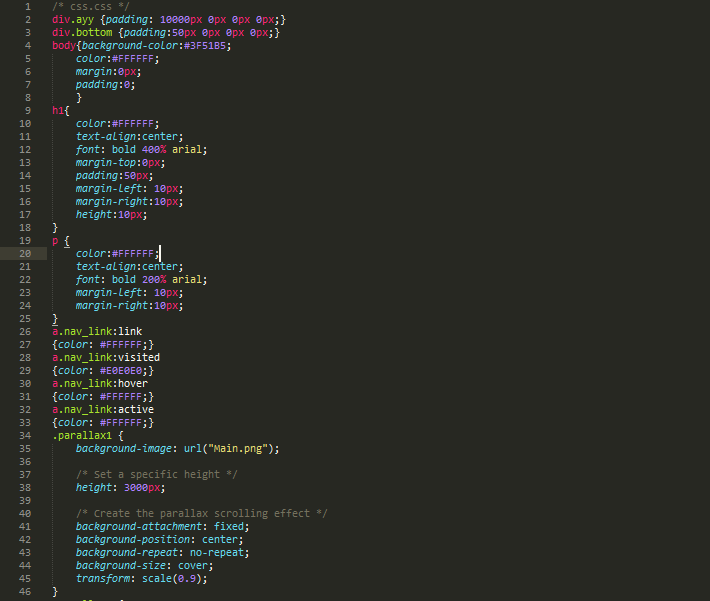 1 /* css.css */
2 div.ayy {padding: 10000px 0px 0px 0px;}
3 div.bottom {padding:50px 0px 0px 0px;}
4 body{background-color:#3F51B5;
5 color:#FFFFFF;
6 margin:0px;
7 padding:0;
8 }
9 h1{
10 color:#FFFFFF;
11 text-align:center;
12 font: bold 400% arial;
13 margin-top:0px;
14 padding:50px;
15 margin-left: 10px;
16 margin-right:10px;
17 height:10px;
18 }
19 p {
20 color:#FFFFFF;
21 text-align:center;
22 font: bold 200% arial;
23 margin-left: 10px;
24 margin-right:10px;
25 }
26 a.nav_link:link
27 {color: #FFFFFF;}
28 a.nav_link:visited
29 {color: #E0E0E0;}
30 a.nav_link:hover
31 {color: #FFFFFF;}
32 a.nav_link:active
33 {color: #FFFFFF;}
34 .parallax1 {
35 background-image: url("Main.png");
36
37 /* Set a specific height */
38 height: 3000px;
39
40 /* Create the parallax scrolling effect */
41 background-attachment: fixed;
42 background-position: center;
43 background-repeat: no-repeat;
44 background-size: cover;
45 transform: scale(0.9);
46 }